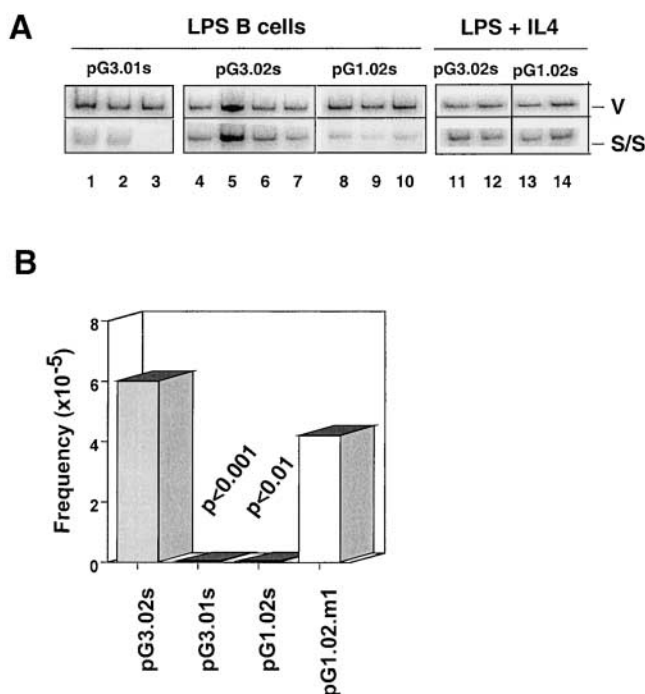 A
LPS B cells
LPS + IL4
pG3.01s
pG3.02s
pG1.02s
pG3.02s
pG1.02s
V
S/S
1 2 3 4 5 6 7 8 9 10 11 12 13 14
B
Frequency (x10-5)
8
6
4
2
0
p<0.001
p<0.01
pG3.02s
pG3.01s
pG1.02s
pG1.02.m1